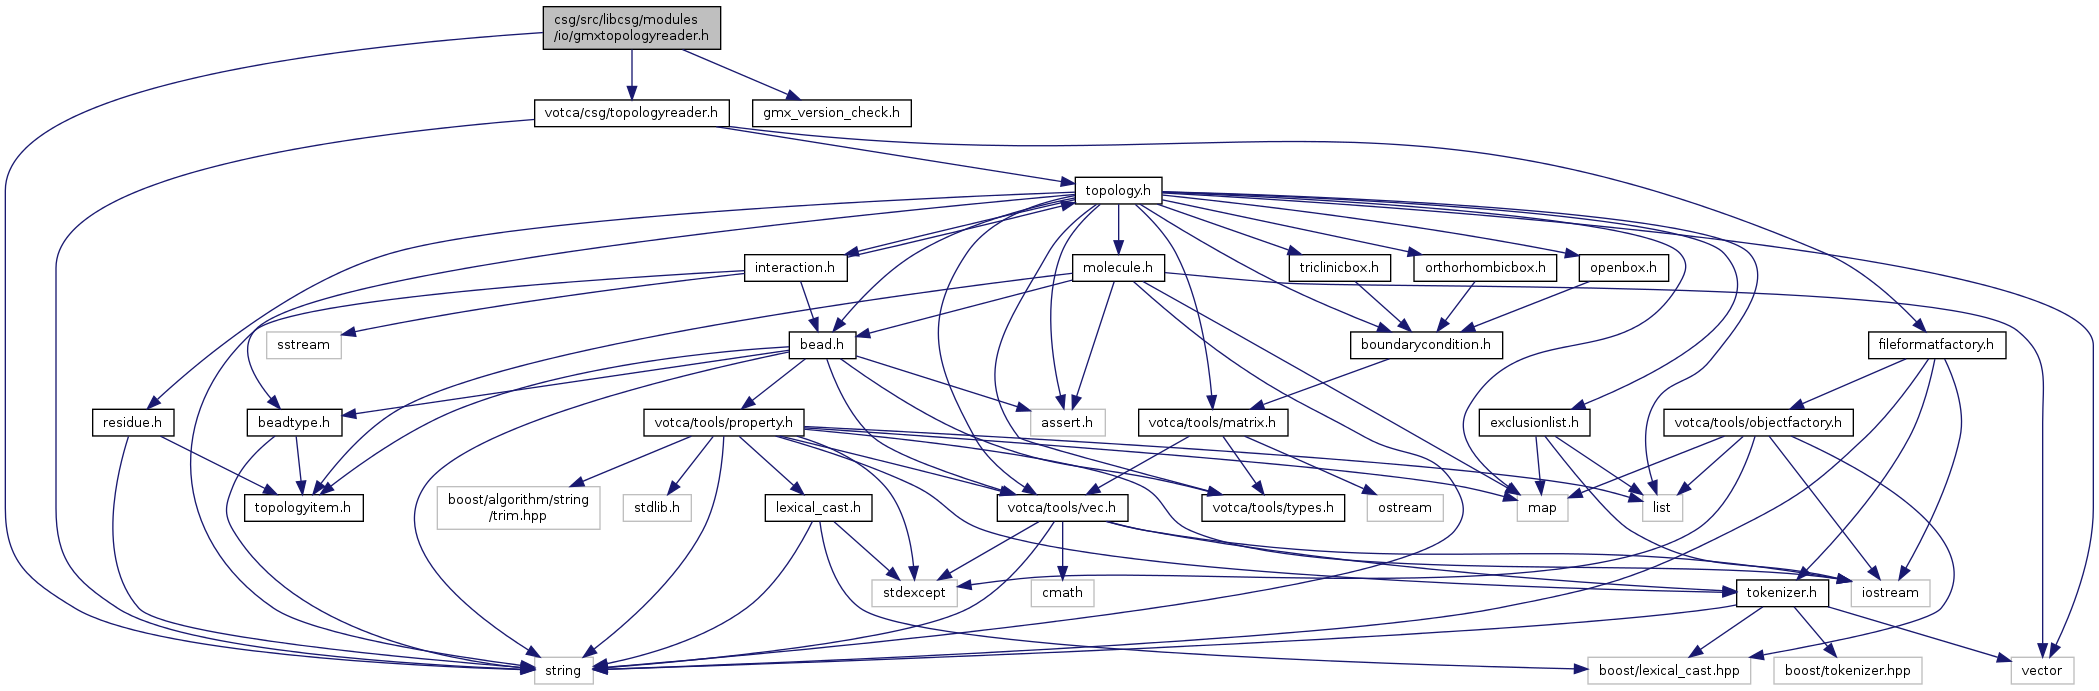 csg/src/libcsg/modules
/io/gmxtopologyreader.h
votca/csg/topologyreader.h
gmx_version_check.h
topology.h
interaction.h
molecule.h
triclinicbox.h
orthorhombicbox.h
openbox.h
sstream
bead.h
boundarycondition.h
fileformatfactory.h
residue.h
beadtype.h
votca/tools/property.h
assert.h
votca/tools/matrix.h
exclusionlist.h
votca/tools/objectfactory.h
topologyitem.h
boost/algorithm/string
/trim.hpp
stdlib.h
lexical_cast.h
votca/tools/vec.h
votca/tools/types.h
ostream
map
list
stdexcept
cmath
tokenizer.h
iostream
string
boost/lexical_cast.hpp
boost/tokenizer.hpp
vector